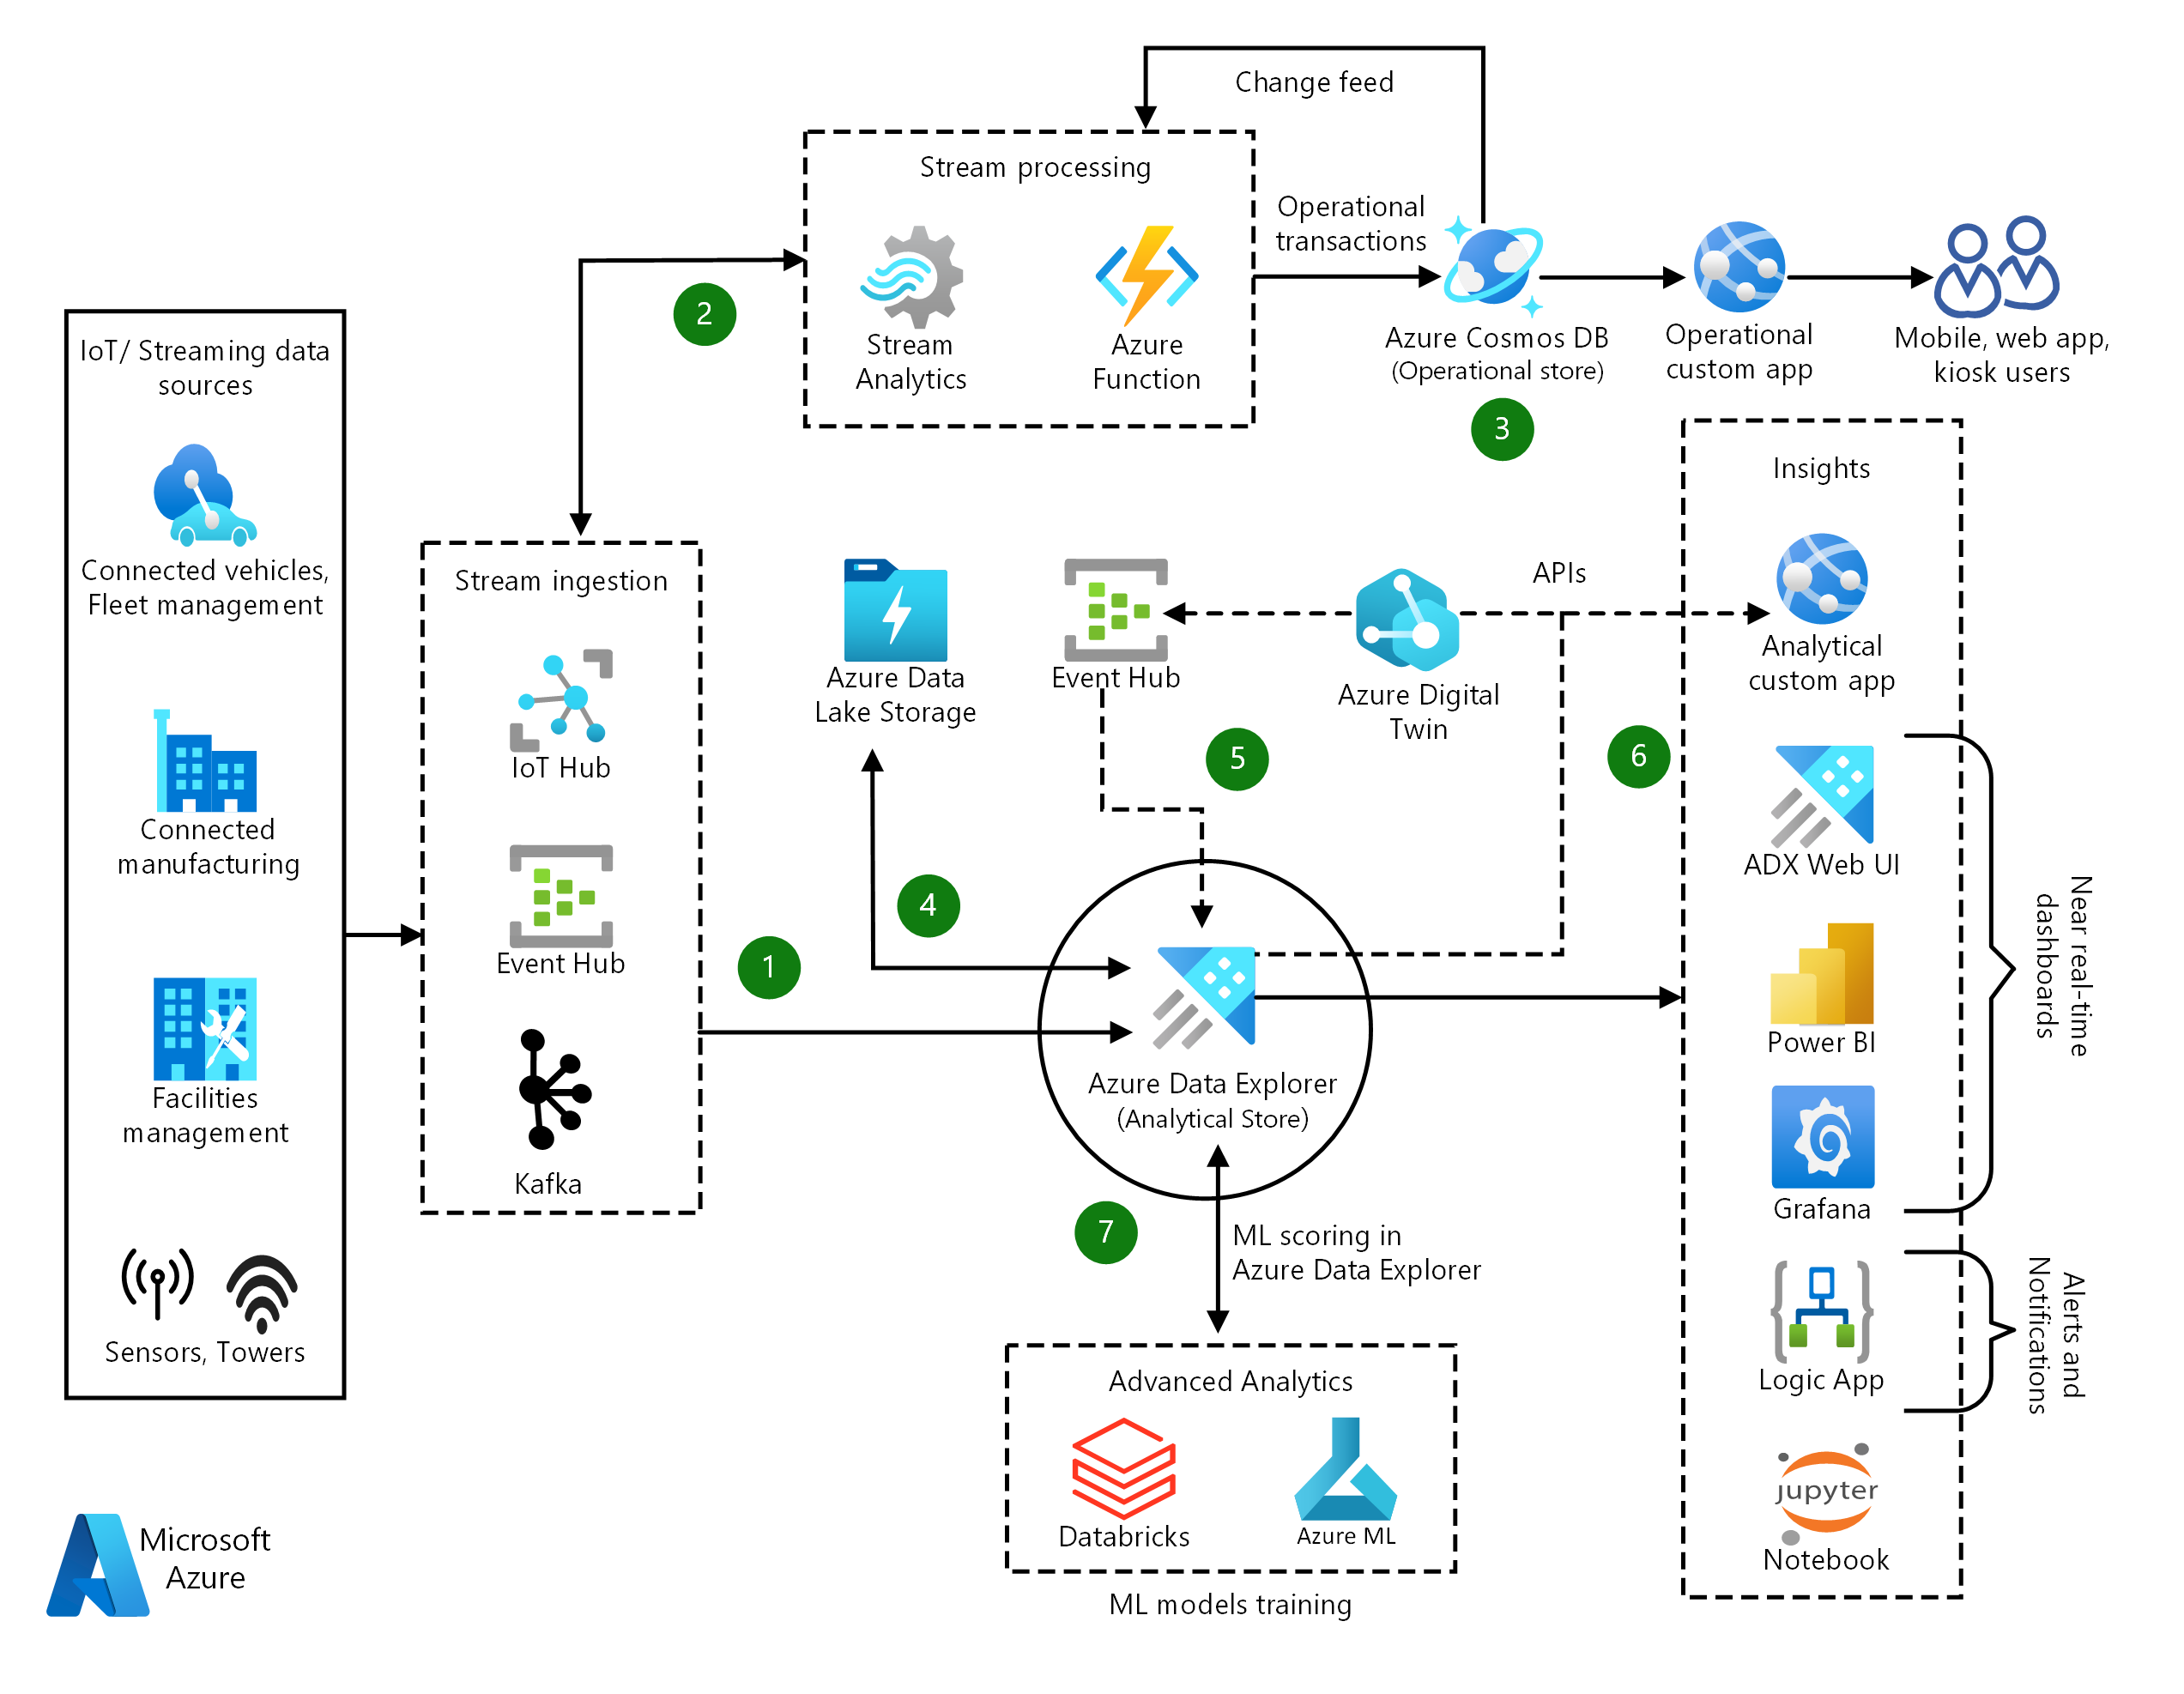 Change feed
Stream processing
Stream
Analytics
Azure
Function
Operational
transactions
Azure Cosmos DB
(Operational store)
Operational
custom app
Mobile, web app,
kiosk users
2
3
IoT/ Streaming data
sources
Connected vehicles,
Fleet management
Connected
manufacturing
Facilities
management
Sensors, Towers
Stream ingestion
IoT Hub
Event Hub
Kafka
1
Azure Data
Lake Storage
4
Event Hub
5
Azure Digital
Twin
APIs
6
Azure Data Explorer
(Analytical Store)
7
ML scoring in
Azure Data Explorer
Advanced Analytics
Databricks
Azure ML
ML models training
Insights
Analytical
custom app
ADX Web UI
Power BI
Grafana
Near real-time
dashboards
Logic App
Alerts and
Notifications
jupyter
Notebook
Microsoft
Azure